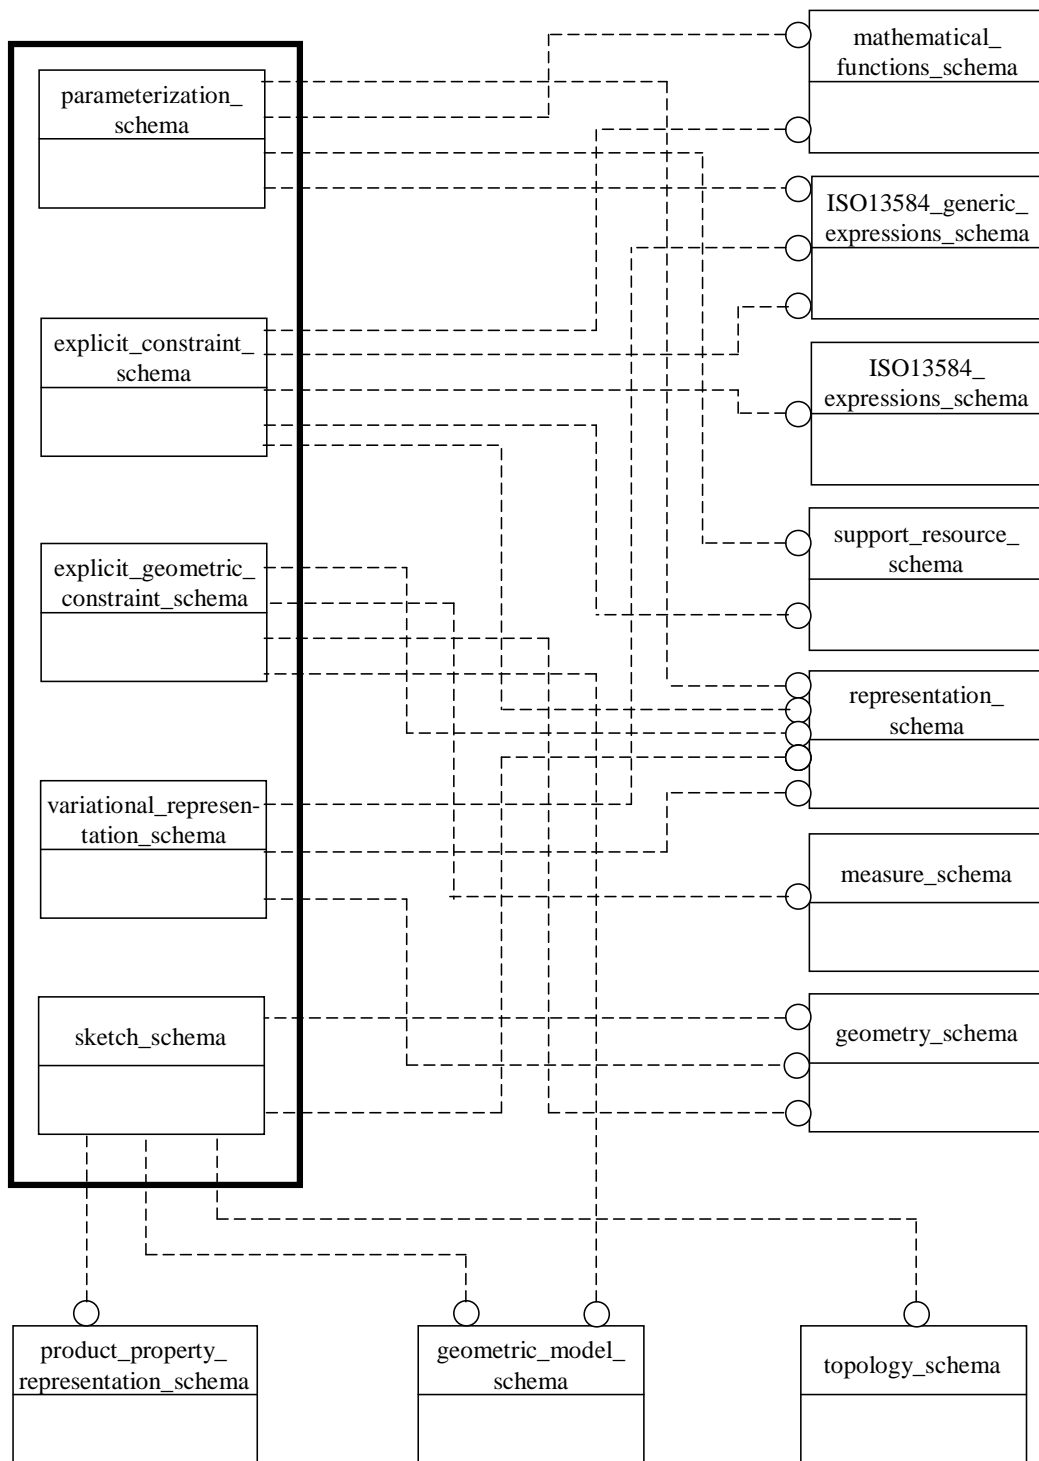 parameterization_
schema
explicit_constraint_
schema
explicit_geometric_
constraint_schema
variational_represen-
tation_schema
sketch_schema
mathematical_
functions_schema
ISO13584_generic_
expressions_schema
ISO13584_
expressions_schema
support_resource_
schema
representation_
schema
measure_schema
geometry_schema
product_property_
representation_schema
geometric_model_
schema
topology_schema